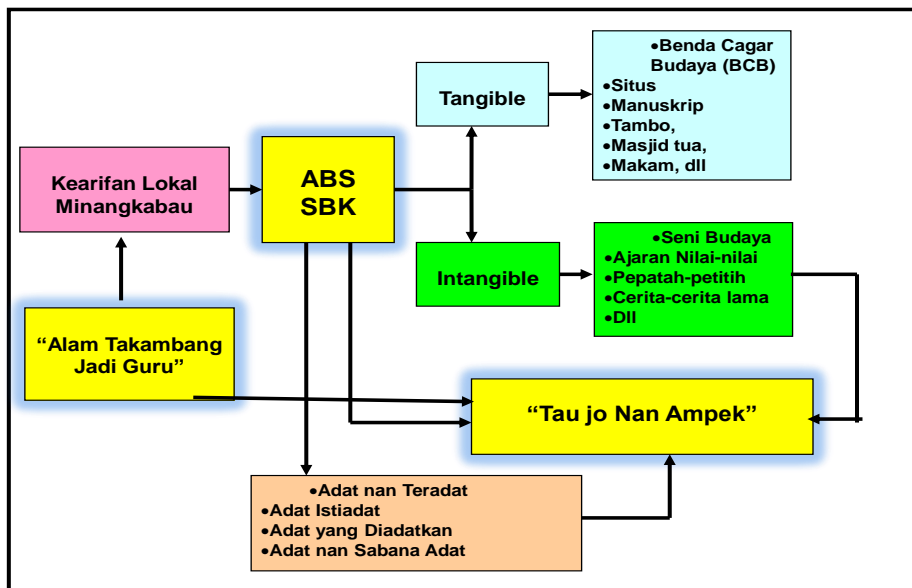 •Benda Cagar
Budaya (BCB)
•Situs
•Manuskrip
•Tambo,
•Masjid tua,
•Makam, dll
Tangible
ABS
SBK
Kearifan Lokal
Minangkabau
Intangible
•Seni Budaya
•Ajaran Nilai-nilai
•Pepatah-petitih
•Cerita-cerita lama
•Dll
“Alam Takambang
Jadi Guru”
“Tau jo Nan Ampek”
•Adat nan Teradat
•Adat Istiadat
•Adat yang Diadatkan
•Adat nan Sabana Adat